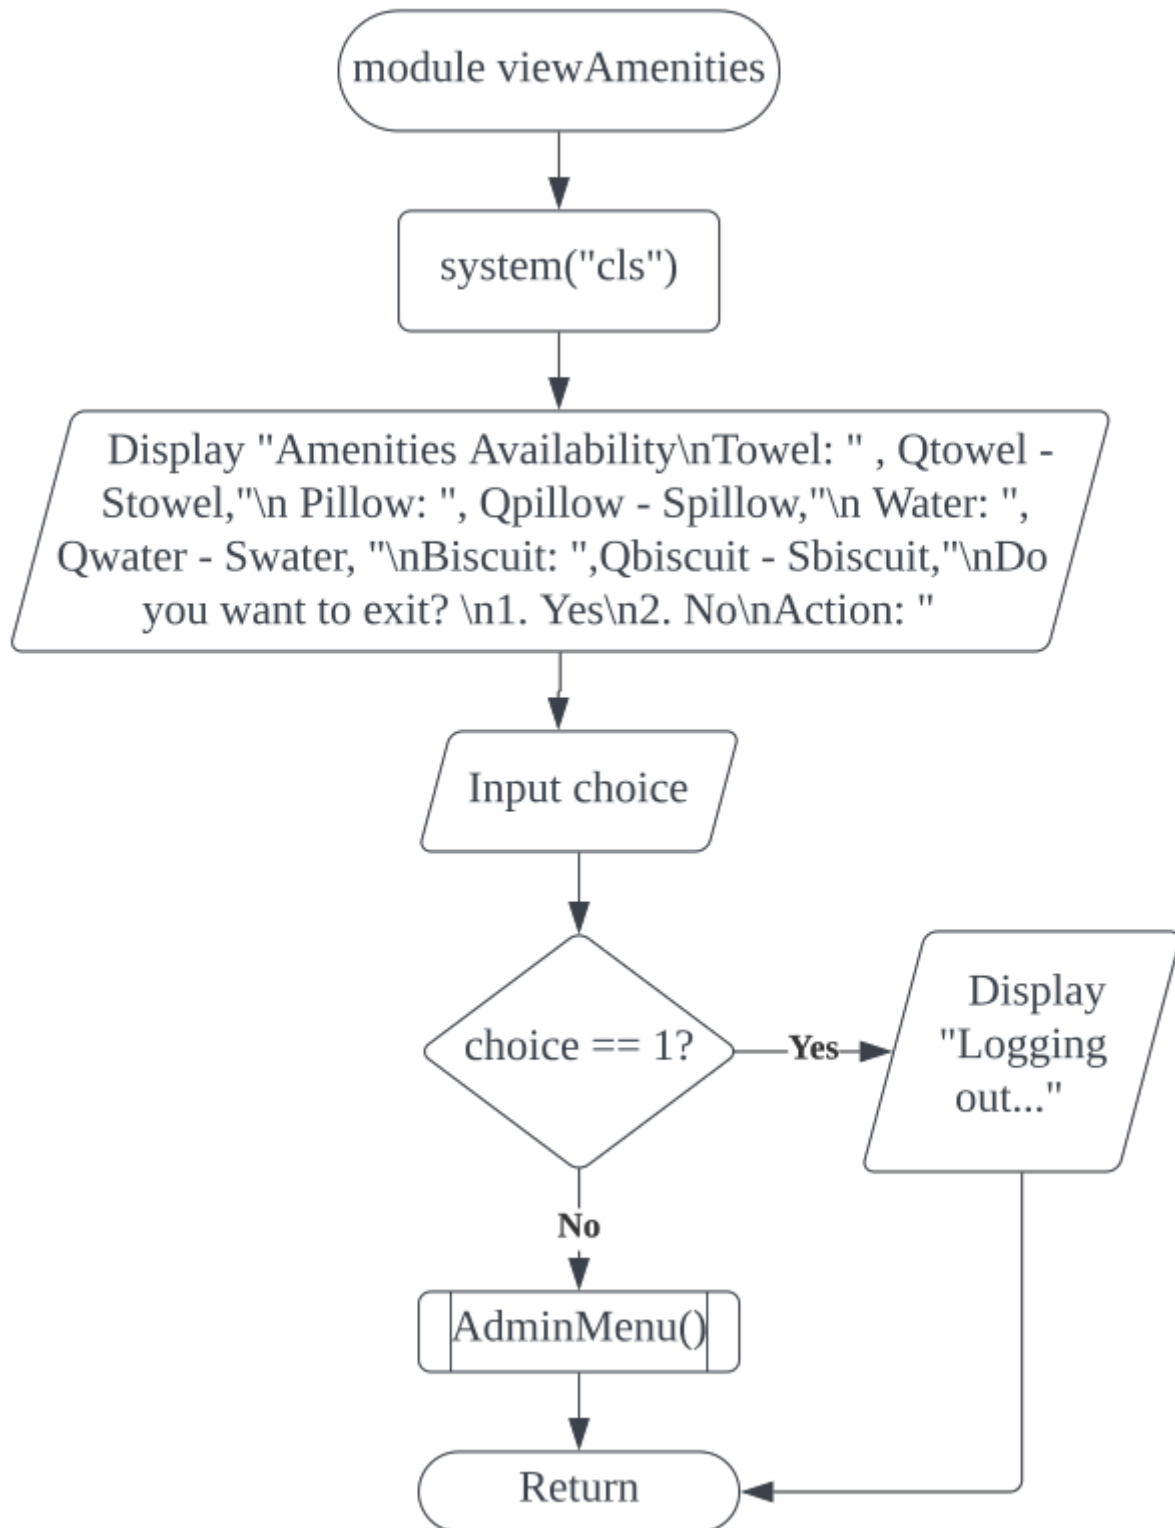 module viewAmenities
system("cls")
Display "Amenities Availability\nTowel: " , Qtowel -
Stowel,"\n Pillow: ", Qpillow - Spillow,"\n Water: ",
Qwater - Swater, "\nBiscuit: ",Qbiscuit - Sbiscuit,"\nDo
you want to exit? \n1. Yes\n2. No\nAction: "
Input choice
choice == 1?
Yes
Display
"Logging
out..."
No
AdminMenu()
Return